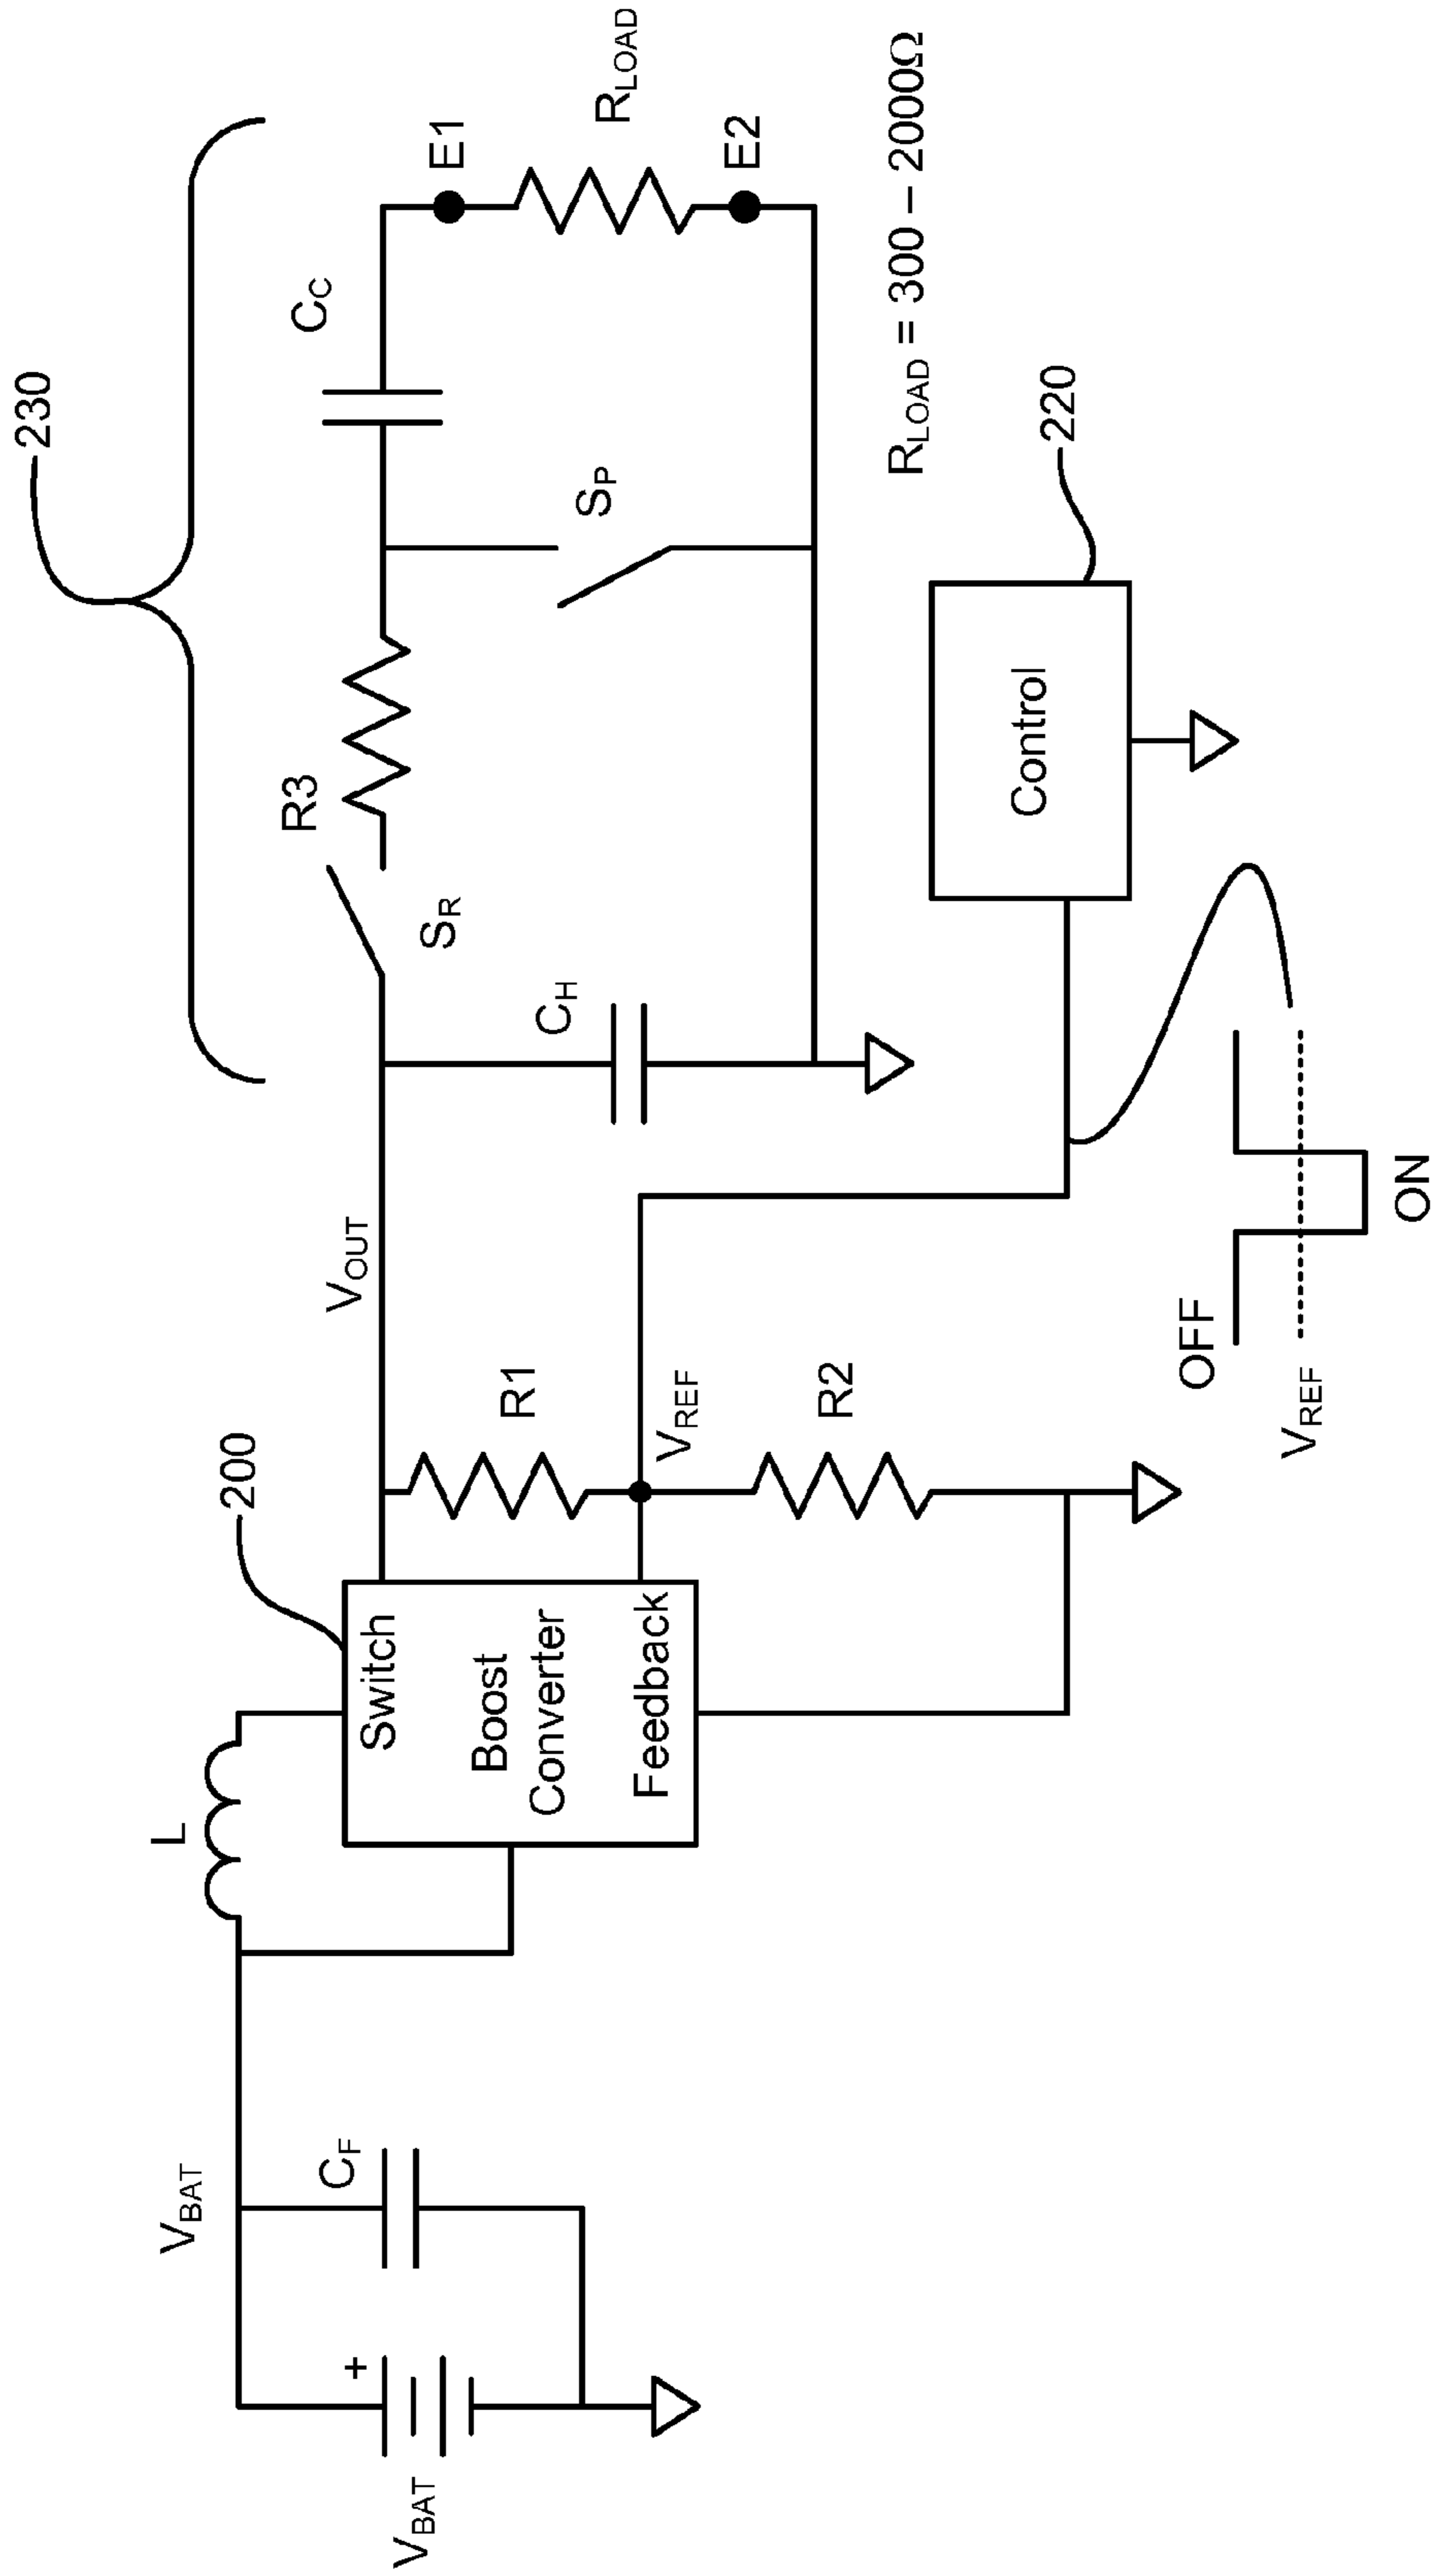 230
200
L
V_BAT
C_F
+
V_BAT
Switch
Boost
Converter
Feedback
V_OUT
R1
V_REF
R2
C_H
S_R
R3
S_P
C_C
E1
R_LOAD
E2
R_LOAD = 300 – 2000Ω
Control
220
OFF
V_REF
ON